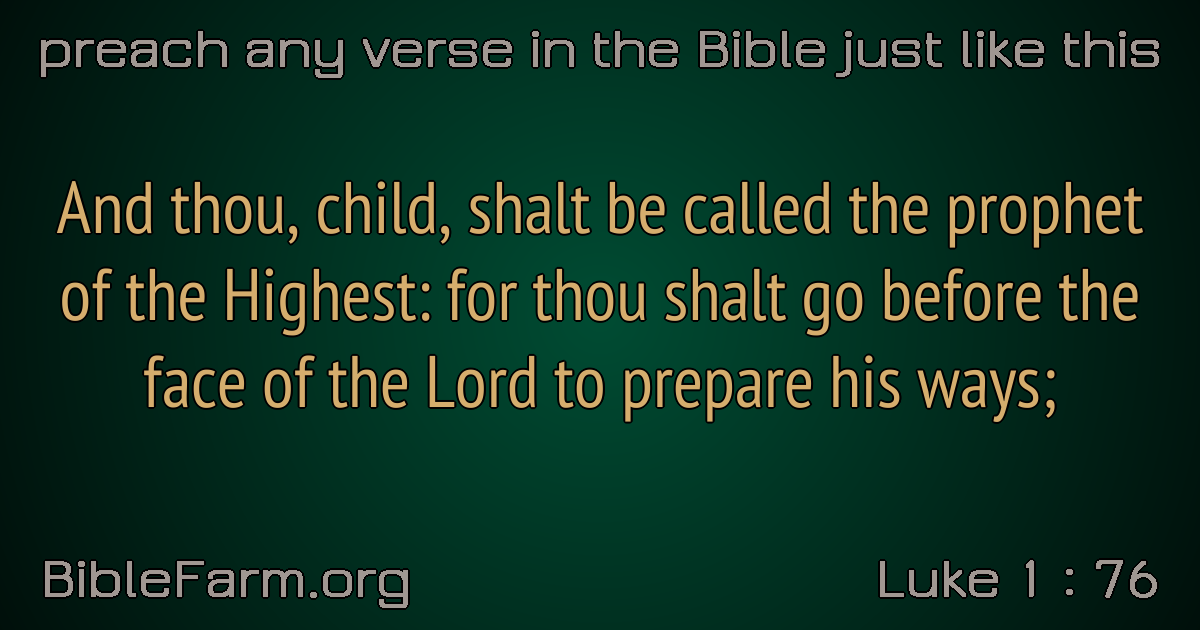 preach any verse in the Bible just like this
And thou, child, shalt be called the prophet
of the Highest: for thou shalt go before the
face of the Lord to prepare his ways;
BibleFarm.org
Luke 1 : 76